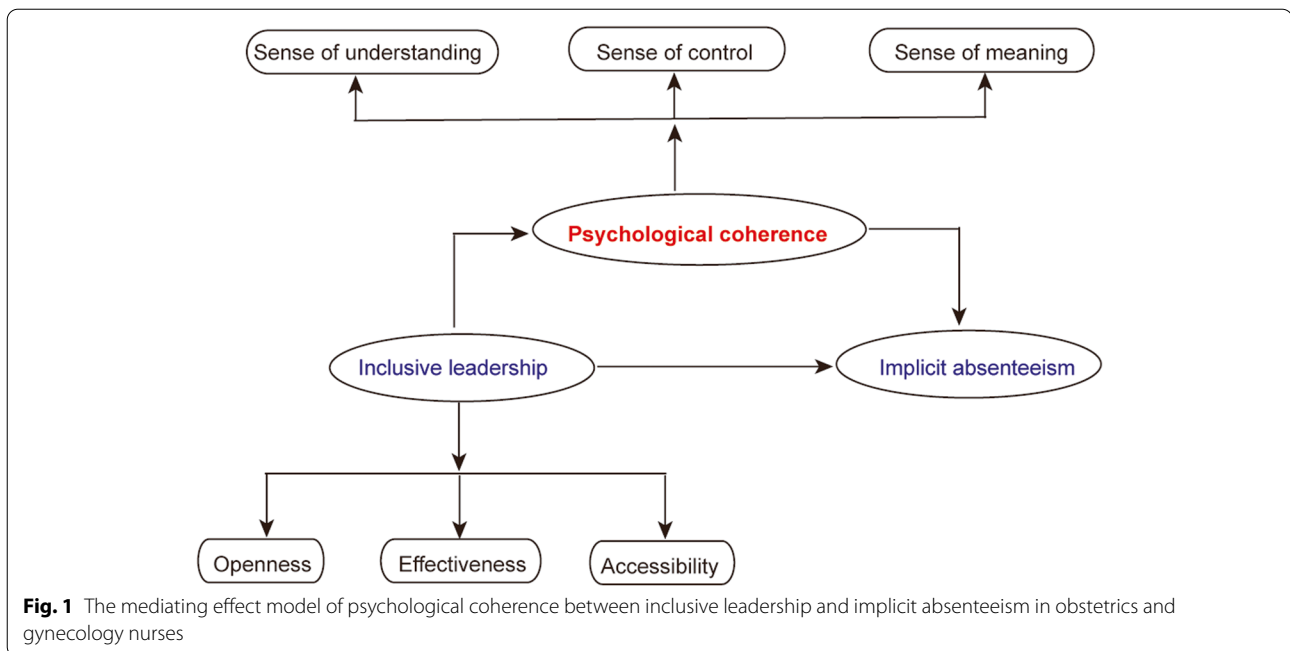 Sense of understanding
Sense of control
Sense of meaning
Psychological coherence
Inclusive leadership
Implicit absenteeism
Openness
Effectiveness
Accessibility
Fig. 1 The mediating effect model of psychological coherence between inclusive leadership and implicit absenteeism in obstetrics and
gynecology nurses